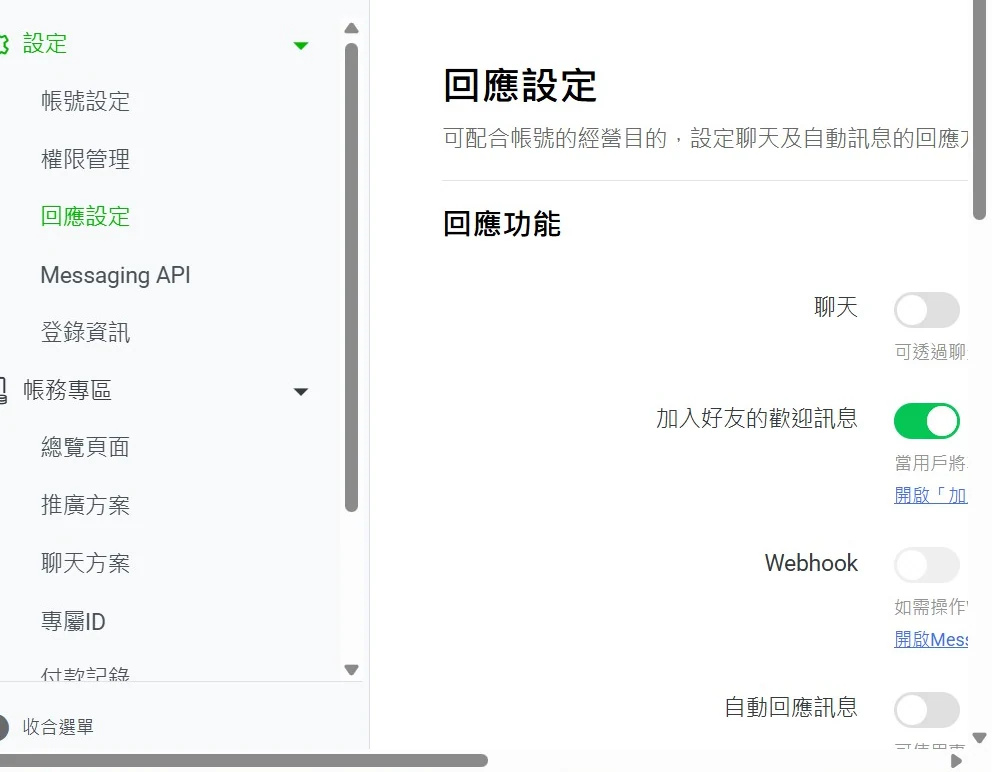 設定
帳號設定
權限管理
回應設定
Messaging API
登錄資訊
帳務專區
總覽頁面
推廣方案
聊天方案
專屬ID
付款記錄
收合選單
回應設定
可配合帳號的經營目的，設定聊天及自動訊息的回應
回應功能
聊天
可透過聊
加入好友的歡迎訊息
當用戶將
開啟「加
Webhook
如需操作
開啟Mess
自動回應訊息